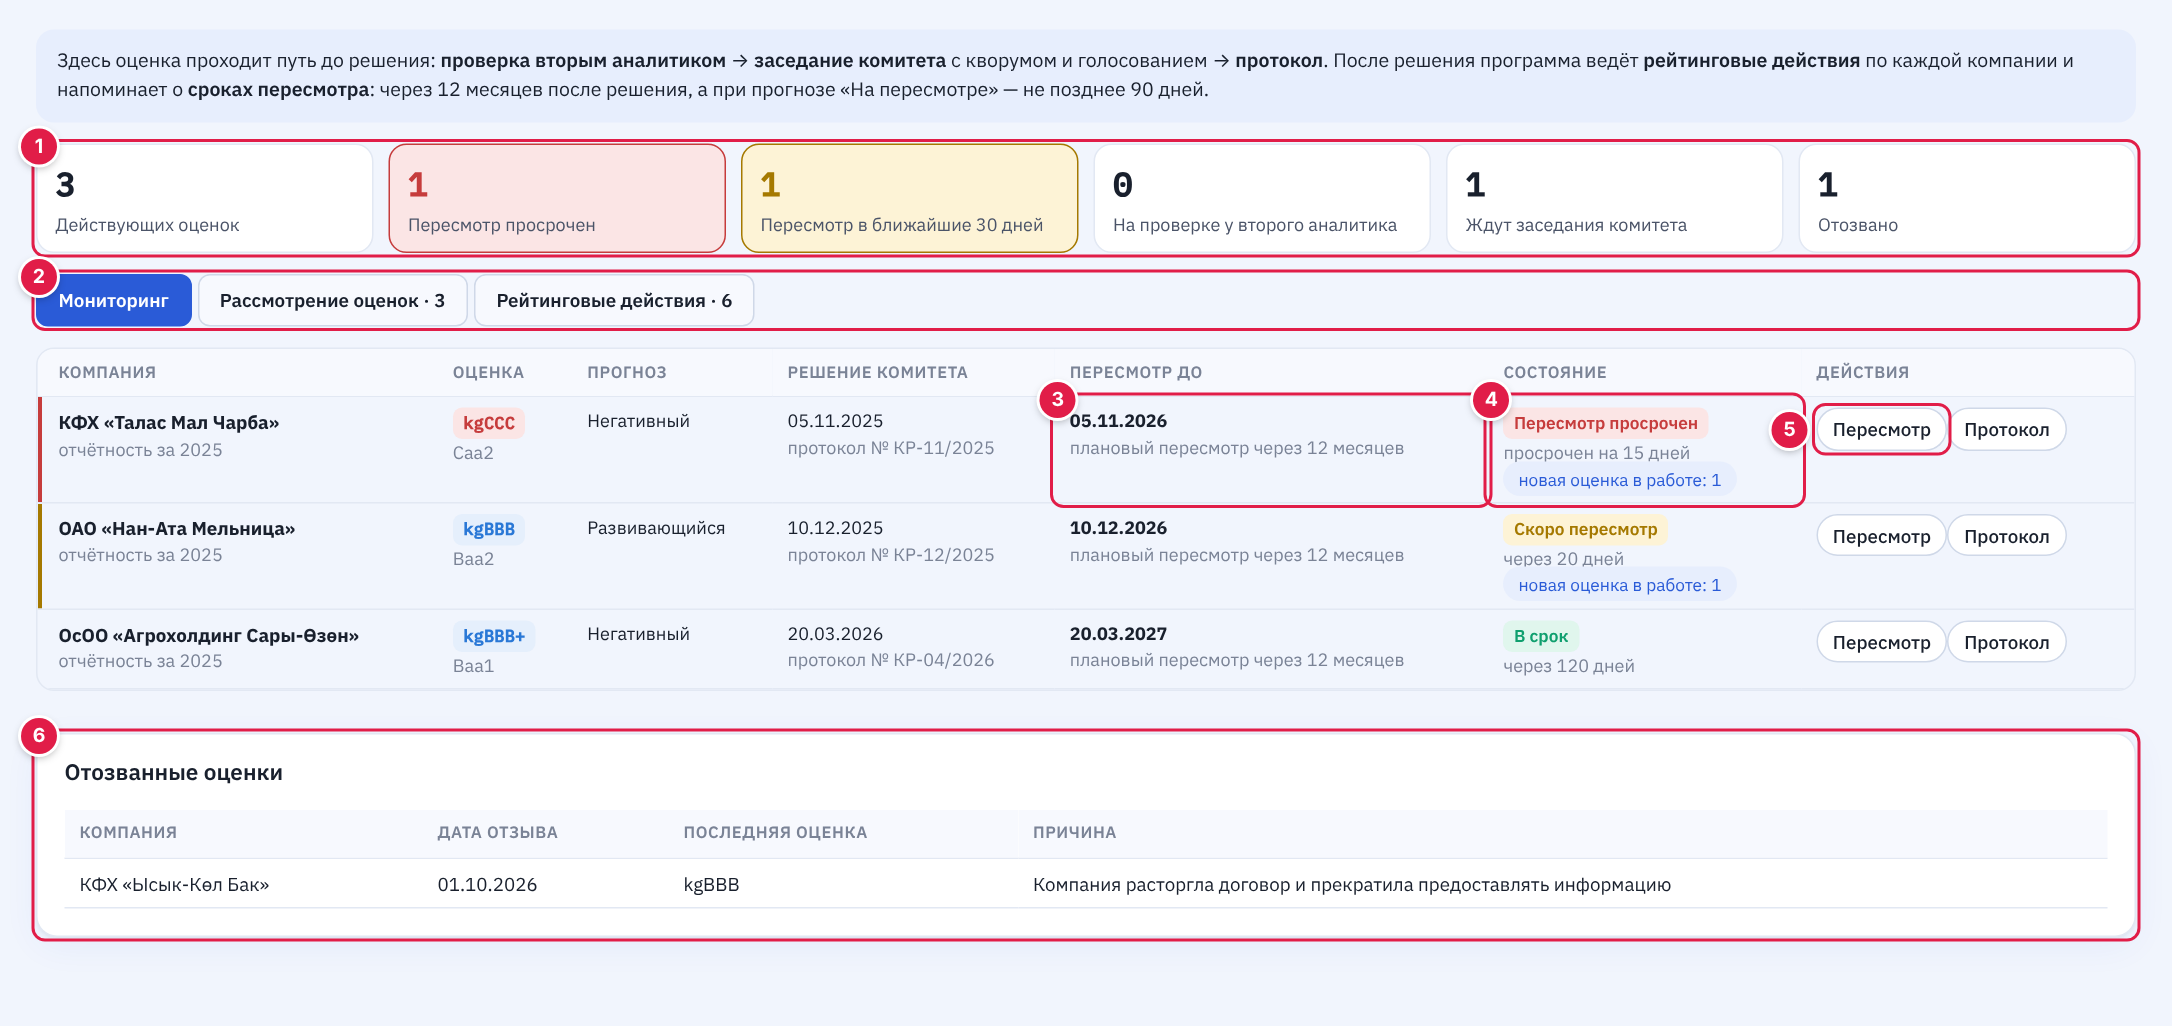 Здесь оценка проходит путь до решения: проверка вторым аналитиком → заседание комитета с кворумом и голосованием → протокол. После решения программа ведёт рейтинговые действия по каждой компании и
напоминает о сроках пересмотра: через 12 месяцев после решения, а при прогнозе «На пересмотре» — не позднее 90 дней.
1
3 1 1 0 1 1
Действующих оценок Пересмотр просрочен Пересмотр в ближайшие 30 дней На проверке у второго аналитика Ждут заседания комитета Отозвано
2
Мониторинг Рассмотрение оценок · 3 Рейтинговые действия · 6
КОМПАНИЯ ОЦЕНКА ПРОГНОЗ РЕШЕНИЕ КОМИТЕТА ПЕРЕСМОТР ДО СОСТОЯНИЕ ДЕЙСТВИЯ
3 4 5
КФХ «Талас Мал Чарба» kgCCC Негативный 05.11.2025 05.11.2026 Пересмотр просрочен Пересмотр Протокол
отчётность за 2025 Caa2 протокол № КР-11/2025 плановый пересмотр через 12 месяцев просрочен на 15 дней
новая оценка в работе: 1
ОАО «Нан-Ата Мельница» kgBBB Развивающийся 10.12.2025 10.12.2026 Скоро пересмотр Пересмотр Протокол
отчётность за 2025 Baa2 протокол № КР-12/2025 плановый пересмотр через 12 месяцев через 20 дней
новая оценка в работе: 1
ОсОО «Агрохолдинг Сары-Өзөн» kgBBB+ Негативный 20.03.2026 20.03.2027 В срок Пересмотр Протокол
отчётность за 2025 Baa1 протокол № КР-04/2026 плановый пересмотр через 12 месяцев через 120 дней
6
Отозванные оценки
КОМПАНИЯ ДАТА ОТЗЫВА ПОСЛЕДНЯЯ ОЦЕНКА ПРИЧИНА
КФХ «Ысык-Көл Бак» 01.10.2026 kgBBB Компания расторгла договор и прекратила предоставлять информацию